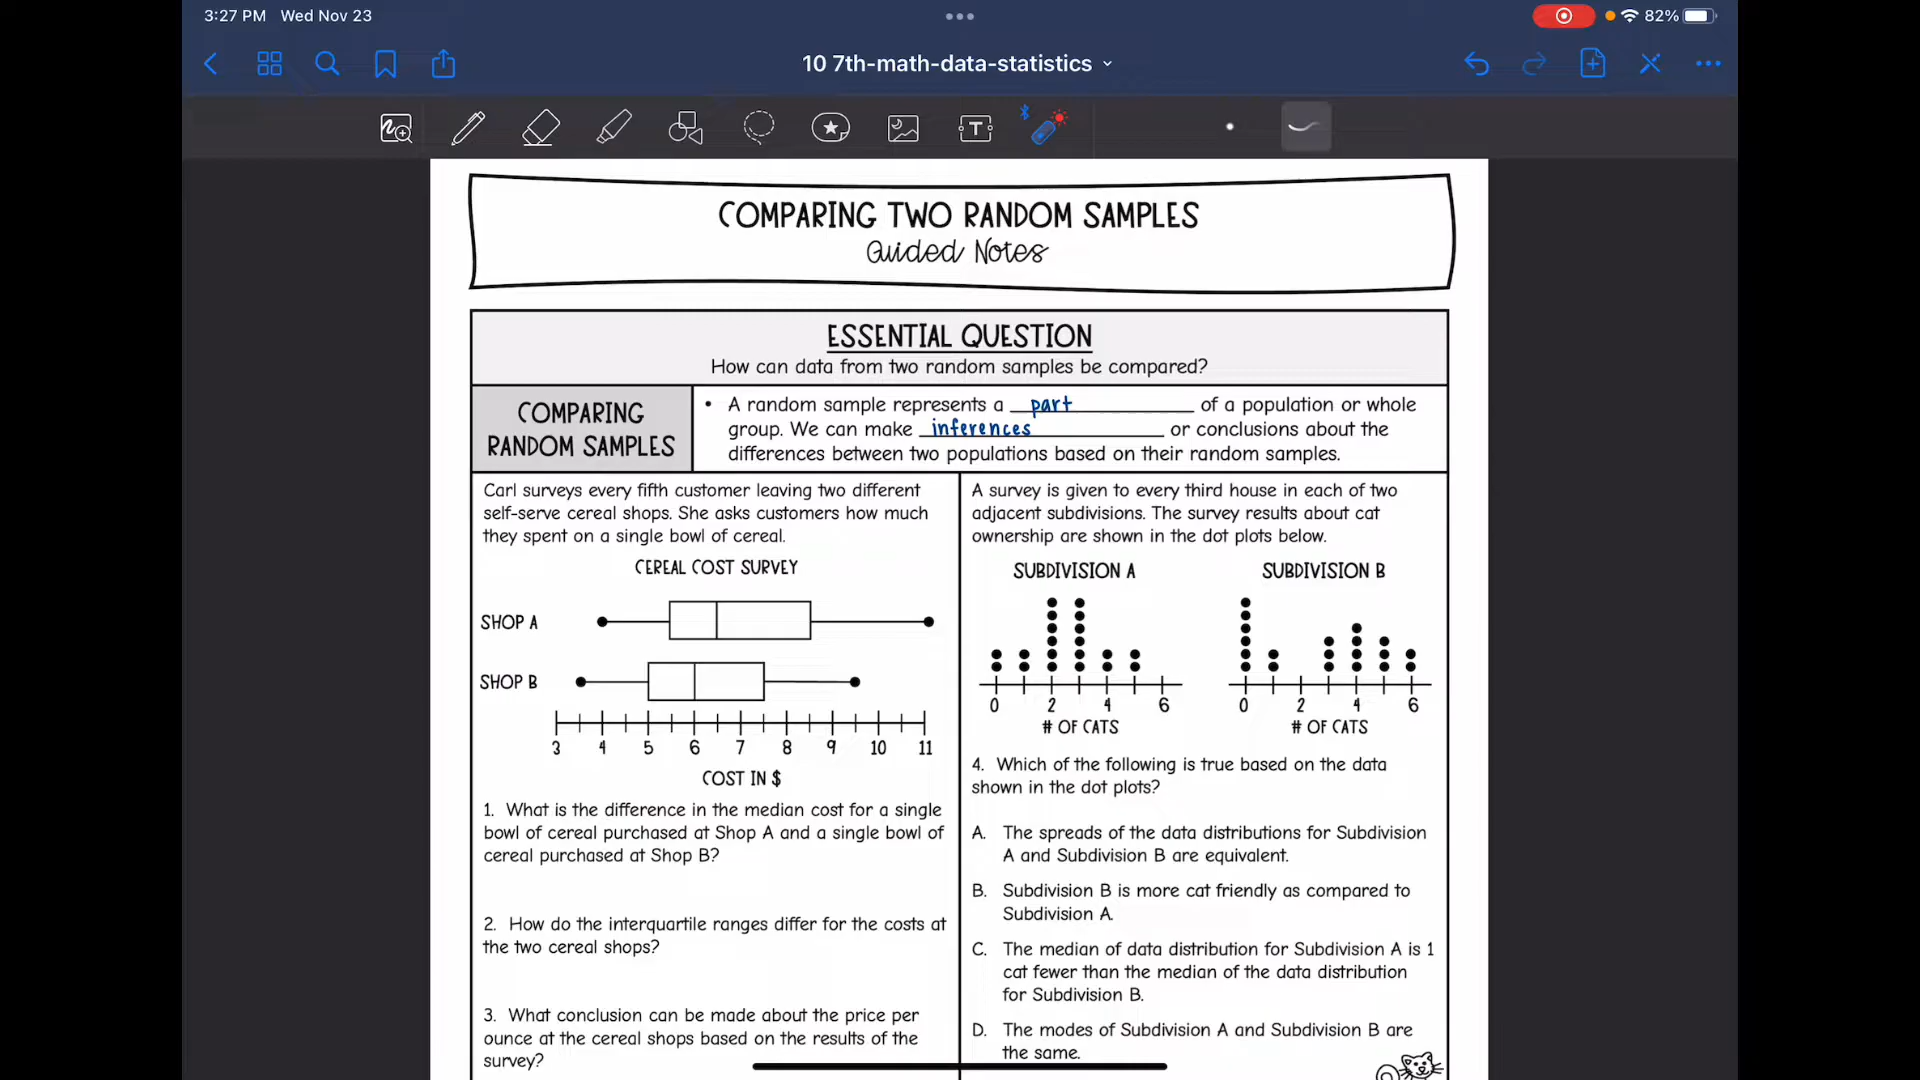 3:27 PM Wed Nov 23
82%
10 7th-math-data-statistics
COMPARING TWO RANDOM SAMPLES
Guided Notes
ESSENTIAL QUESTION
How can data from two random samples be compared?
COMPARING
RANDOM SAMPLES
• A random sample represents a part of a population or whole
group. We can make inferences or conclusions about the
differences between two populations based on their random samples.
Carl surveys every fifth customer leaving two different
self-serve cereal shops. She asks customers how much
they spent on a single bowl of cereal.
CEREAL COST SURVEY
SHOP A
SHOP B
3 4 5 6 7 8 9 10 11
COST IN $
1. What is the difference in the median cost for a single
bowl of cereal purchased at Shop A and a single bowl of
cereal purchased at Shop B?
2. How do the interquartile ranges differ for the costs at
the two cereal shops?
3. What conclusion can be made about the price per
ounce at the cereal shops based on the results of the
survey?
A survey is given to every third house in each of two
adjacent subdivisions. The survey results about cat
ownership are shown in the dot plots below.
SUBDIVISION A
0 2 4 6
# OF CATS
SUBDIVISION B
0 2 4 6
# OF CATS
4. Which of the following is true based on the data
shown in the dot plots?
A. The spreads of the data distributions for Subdivision
A and Subdivision B are equivalent.
B. Subdivision B is more cat friendly as compared to
Subdivision A.
C. The median of data distribution for Subdivision A is 1
cat fewer than the median of the data distribution
for Subdivision B.
D. The modes of Subdivision A and Subdivision B are
the same.